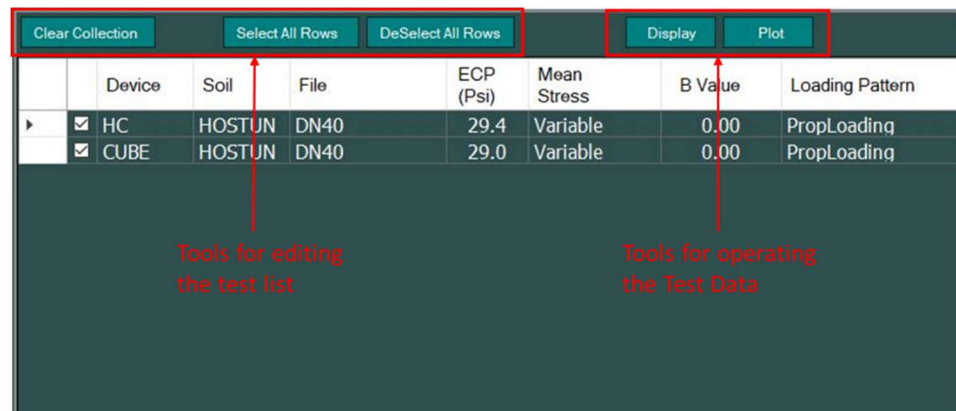 Clear Collection Select All Rows DeSelect All Rows Display Plot
Device Soil File ECP (Psi) Mean Stress B Value Loading Pattern
HC HOSTUN DN40 29.4 Variable 0.00 PropLoading
CUBE HOSTUN DN40 29.0 Variable 0.00 PropLoading
Tools for editing
the test list
Tools for operating
the Test Data